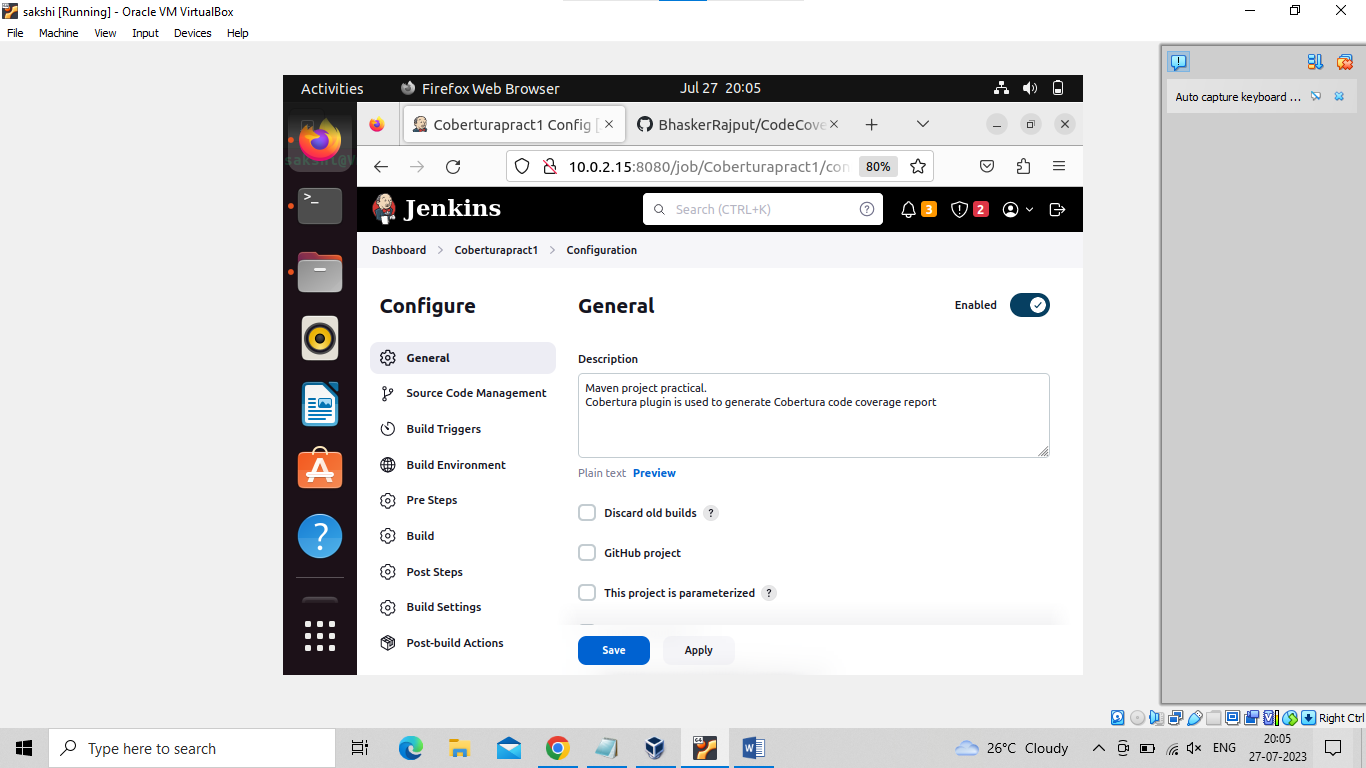 sakshi [Running] - Oracle VM VirtualBox
File Machine View Input Devices Help
Auto capture keyboard ...
Activities Firefox Web Browser Jul 27 20:05
Coberturapract1 Config [ BhaskerRajput/CodeCove
10.0.2.15:8080/job/Coberturapract1/con 80%
Jenkins Search (CTRL+K) ? 3 2
Dashboard > Coberturapract1 > Configuration
Configure
General
Source Code Management
Build Triggers
Build Environment
Pre Steps
Build
Post Steps
Build Settings
Post-build Actions
General Enabled
Description
Maven project practical.
Cobertura plugin is used to generate Cobertura code coverage report
Plain text Preview
Discard old builds ?
GitHub project
This project is parameterized ?
Save Apply
Right Ctrl
Type here to search
26°C Cloudy ENG 20:05
27-07-2023